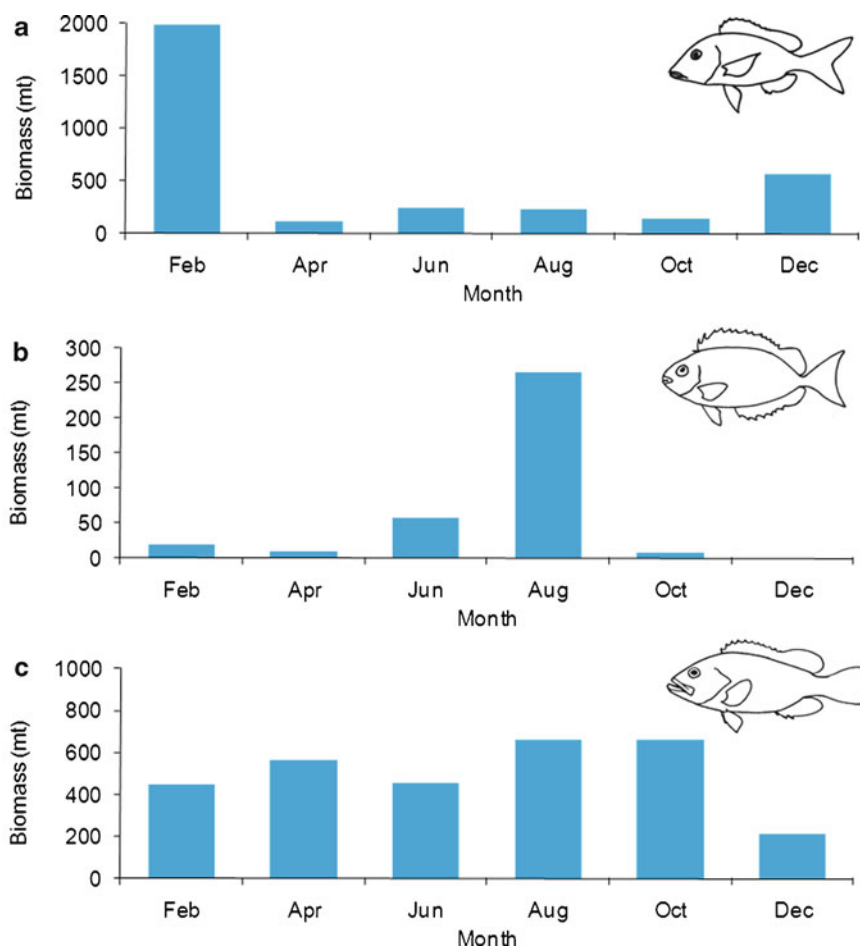 a
Biomass (mt)
2000
1500
1000
500
0
Feb Apr Jun Aug Oct Dec
Month
b
Biomass (mt)
300
250
200
150
100
50
0
Feb Apr Jun Aug Oct Dec
Month
c
Biomass (mt)
1000
800
600
400
200
0
Feb Apr Jun Aug Oct Dec
Month